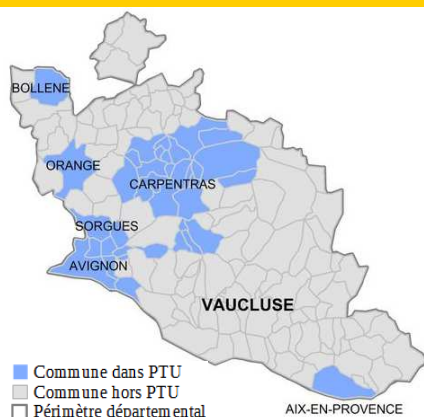 BOLLENE
ORANGE
CARPENTRAS
SORGUES
AVIGNON
VAUCLUSE
Commune dans PTU
Commune hors PTU
Périmètre départemental
AIX-EN-PROVENCE